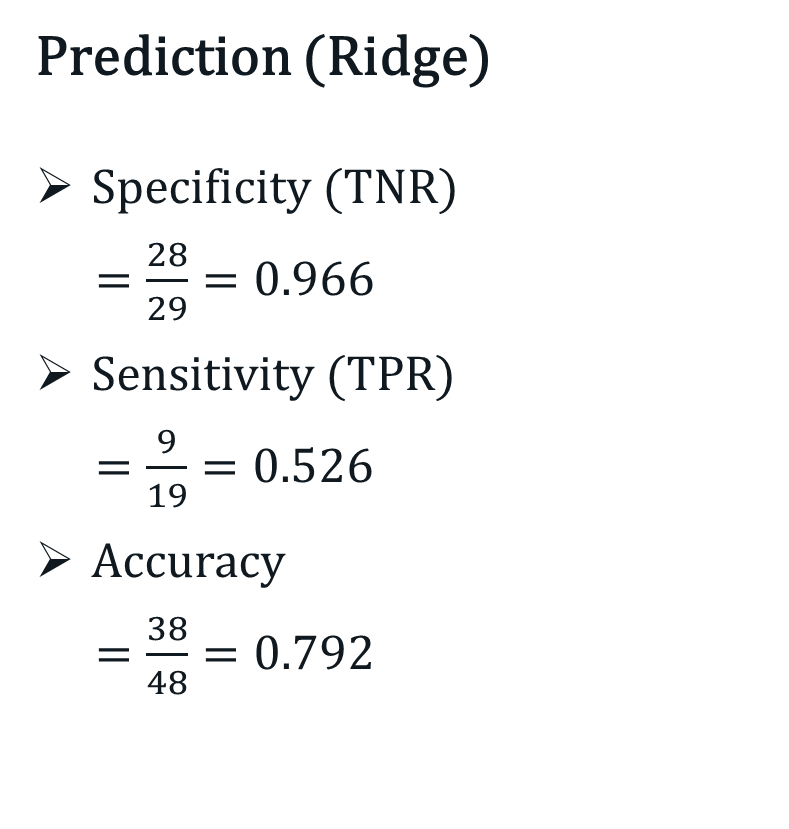 Prediction (Ridge)
➢ Specificity (TNR)
= 28/29 = 0.966
➢ Sensitivity (TPR)
= 9/19 = 0.526
➢ Accuracy
= 38/48 = 0.792